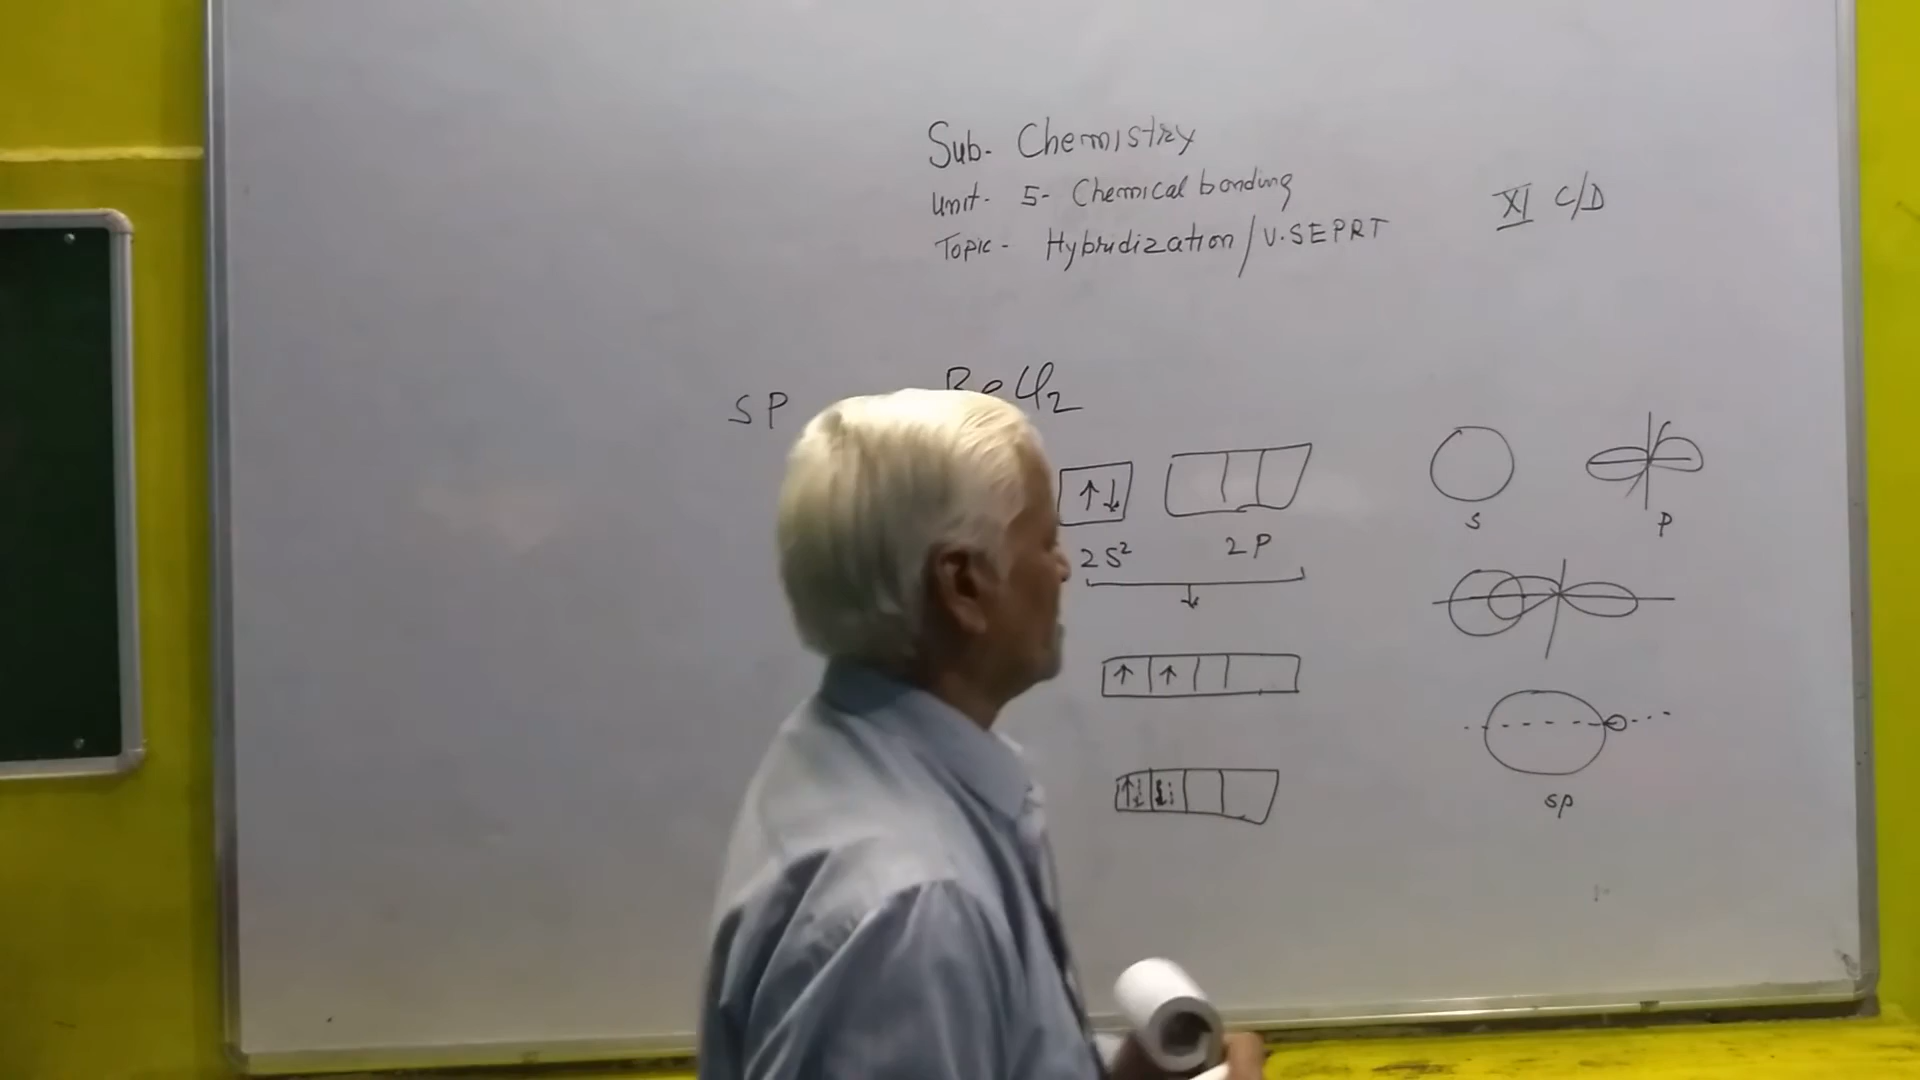 Sub. Chemistry
Unit - 5 - Chemical bonding
Topic - Hybridization / V.SEPRT
XI C/D
SP
BeCl2
↑↓
2S²
2P
↑ ↑
↑
S
P
sp